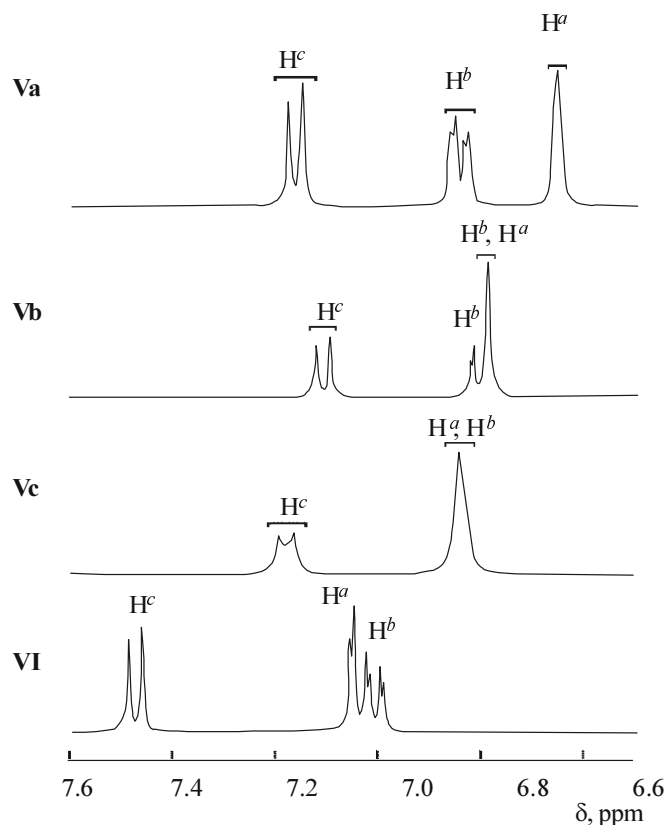 Hᵃ
Va Hᶜ Hᵇ
Hᵇ, Hᵃ
Vb Hᶜ Hᵇ
Hᵃ, Hᵇ
Vc Hᶜ
VI Hᶜ Hᵃ
Hᵇ
7.6 7.4 7.2 7.0 6.8 6.6
δ, ppm